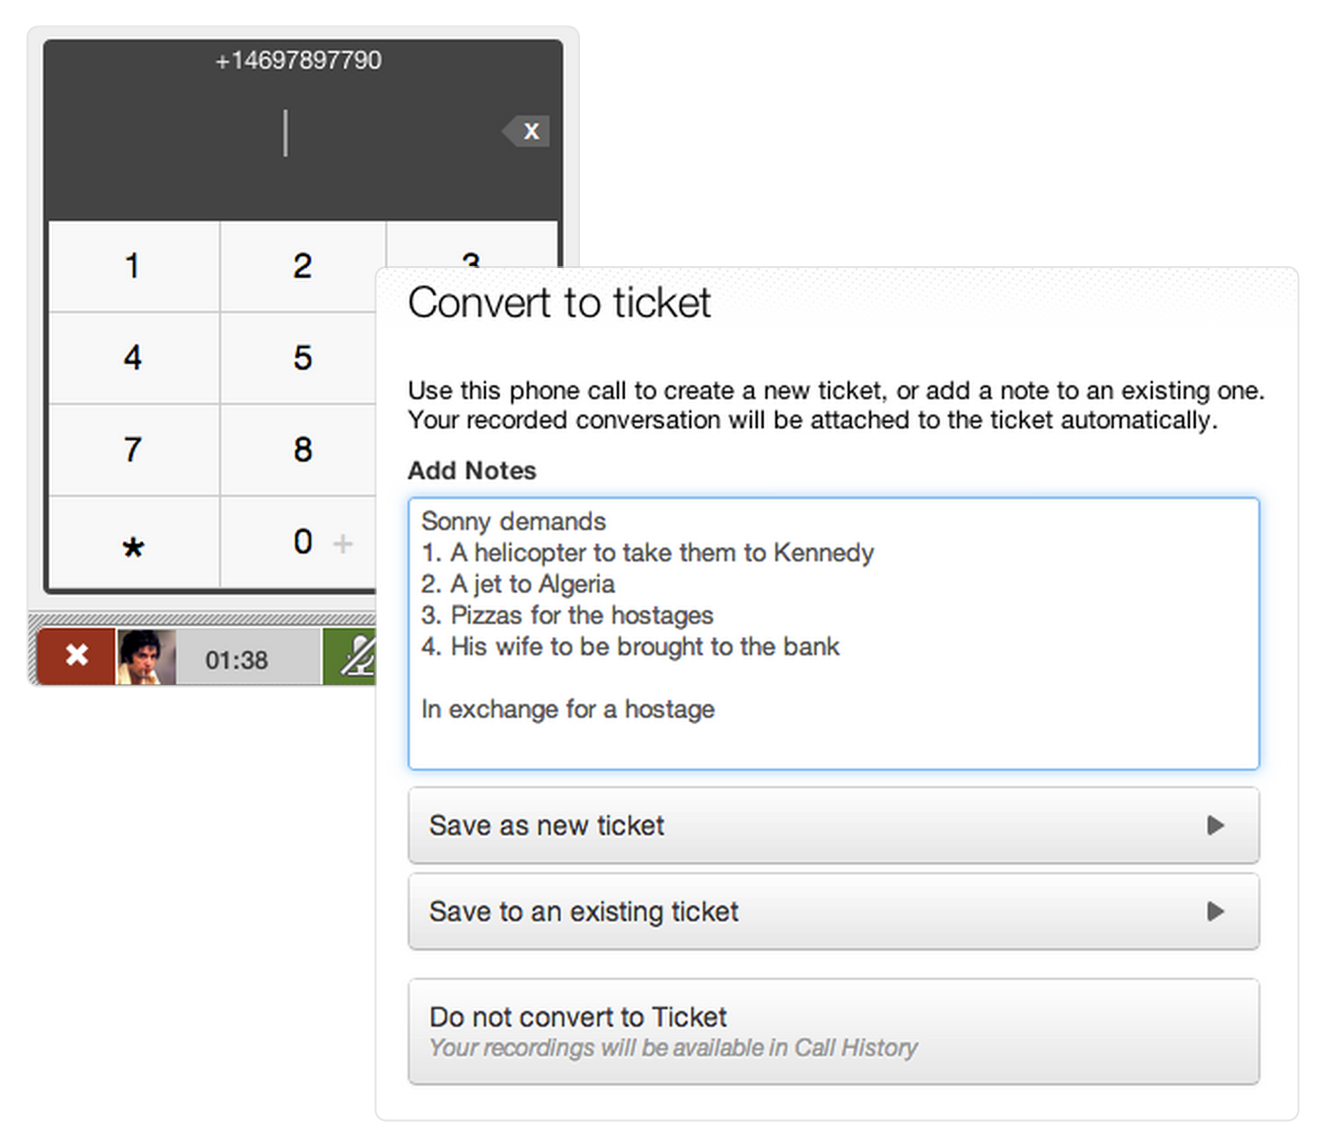 +14697897790
X
1 2 3
4 5
7 8
* 0 +
01:38
Convert to ticket
Use this phone call to create a new ticket, or add a note to an existing one.
Your recorded conversation will be attached to the ticket automatically.
Add Notes
Sonny demands
1. A helicopter to take them to Kennedy
2. A jet to Algeria
3. Pizzas for the hostages
4. His wife to be brought to the bank
In exchange for a hostage
Save as new ticket
Save to an existing ticket
Do not convert to Ticket
Your recordings will be available in Call History